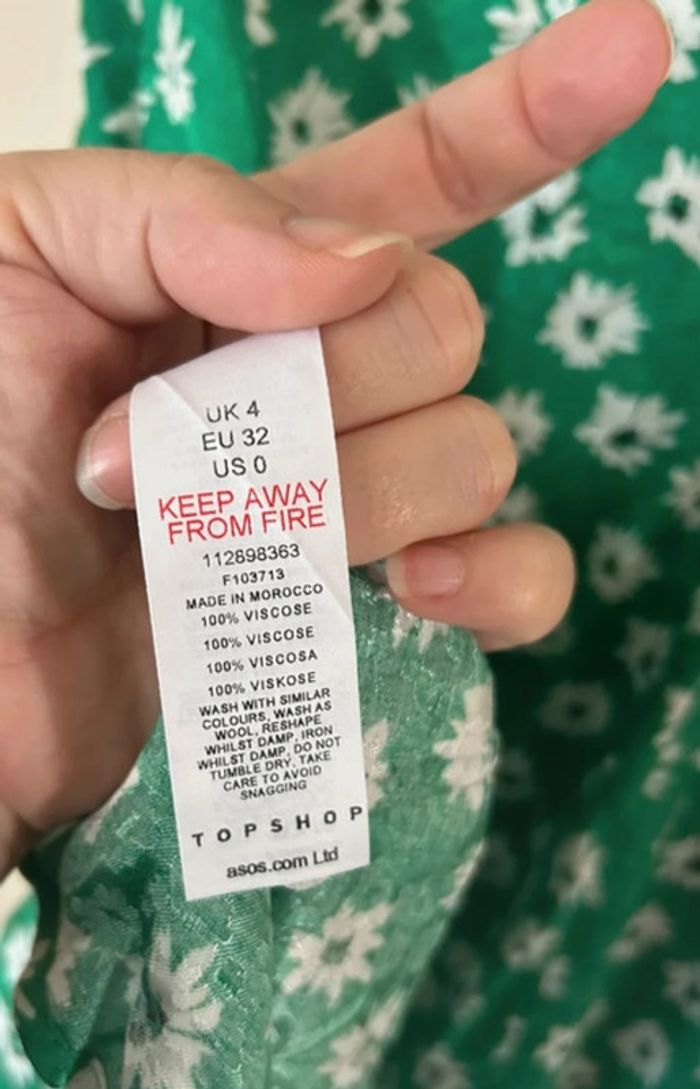 UK 4
EU 32
US 0
KEEP AWAY
FROM FIRE
112898363
F103713
MADE IN MOROCCO
100% VISCOSE
100% VISCOSE
100% VISCOSA
100% VISKOSE
WASH WITH SIMILAR
COLOURS, WASH AS
WOOL, RESHAPE
WHILST DAMP, IRON
WHILST DAMP, DO NOT
TUMBLE DRY, TAKE
CARE TO AVOID
SNAGGING
TOPSHOP
asos.com Ltd